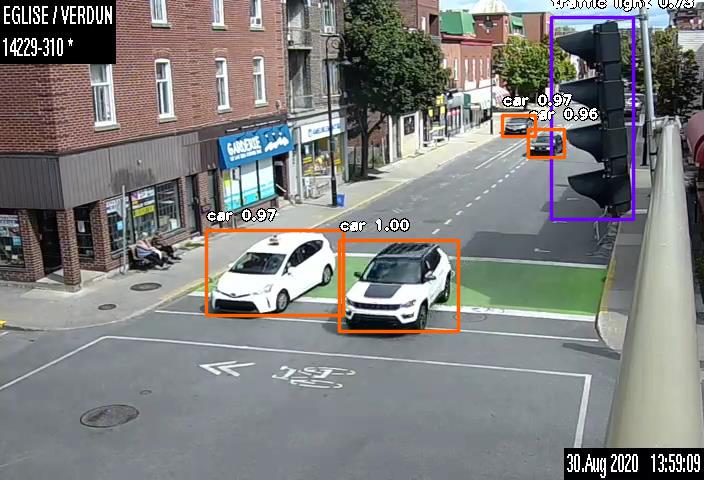 EGLISE / VERDUN
14229-310 *
traffic light 0.73
car 0.97
car 0.96
GARDERIE
car 0.97
car 1.00
30.Aug 2020 13:59:09